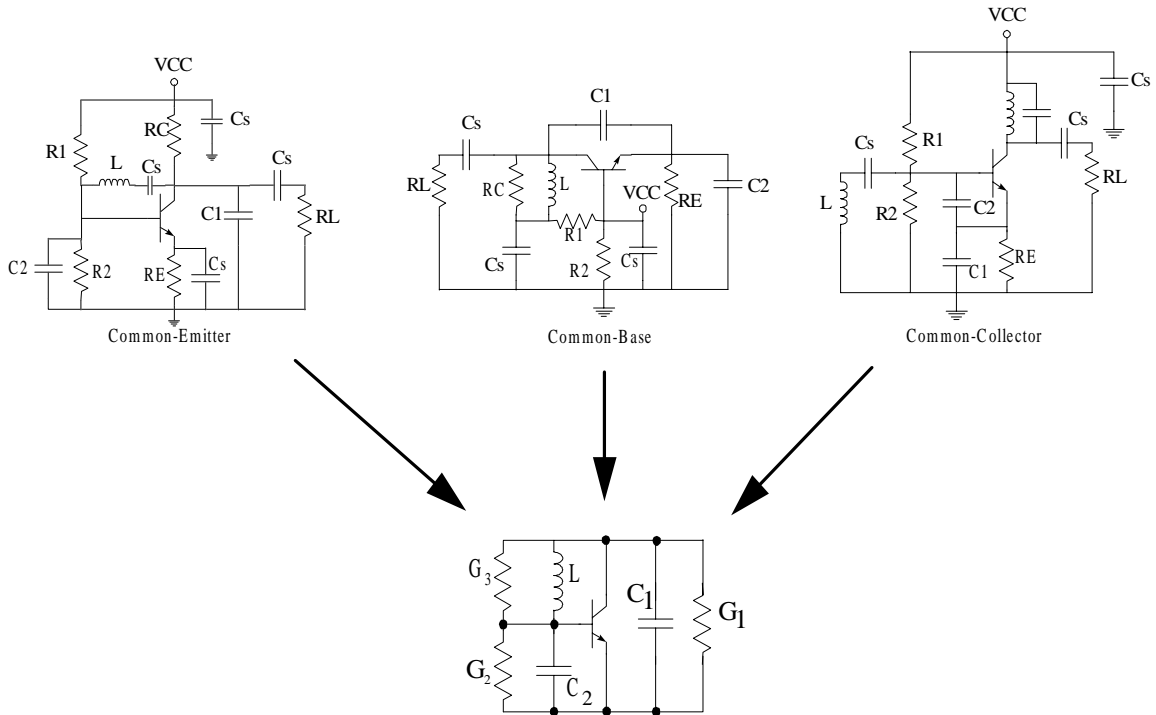 VCC
Cs
RC
R1
L
Cs
Cs
C1
RL
C2
R2
RE
Cs
Common-Emitter
C1
Cs
RL
RC
L
VCC
RE
C2
R1
Cs
R2
Cs
Common-Base
VCC
Cs
Cs
R1
Cs
RL
L
R2
C2
C1
RE
Common-Collector
G3
L
C1
G1
G2
C2